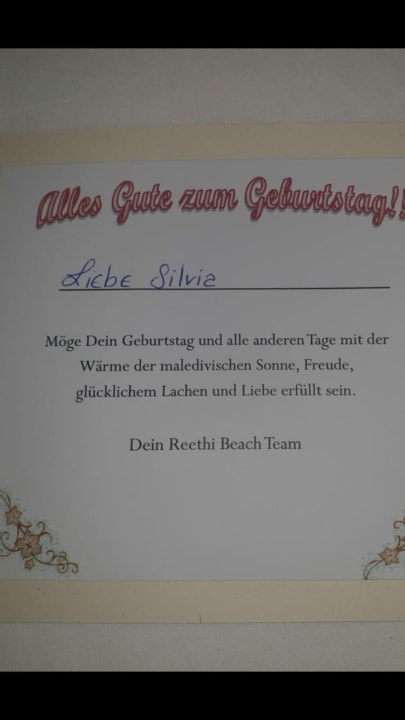 Alles Gute zum Geburtstag!!
Liebe Silvia
Möge Dein Geburtstag und alle anderen Tage mit der
Wärme der maledivischen Sonne, Freude,
glücklichem Lachen und Liebe erfüllt sein.
Dein Reethi Beach Team